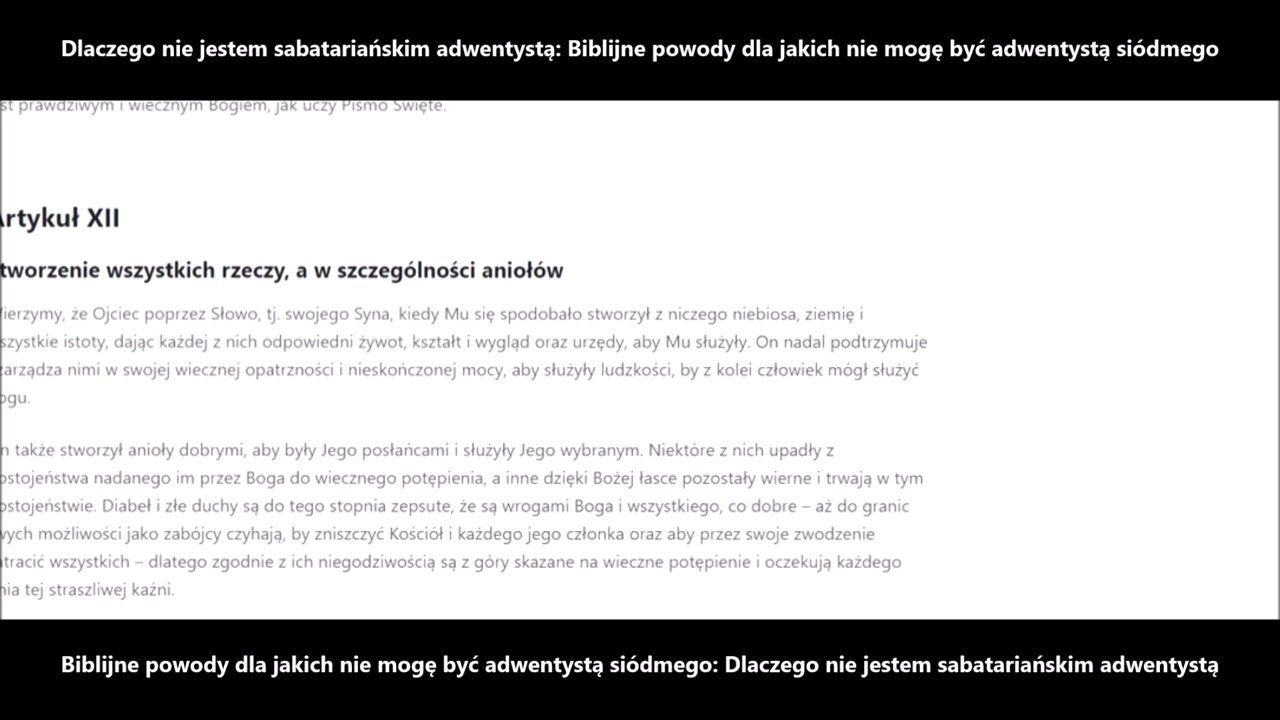 Dlaczego nie jestem sabatariańskim adwentystą: Biblijne powody dla jakich nie mogę być adwentystą siódmego
st prawdziwym i wiecznym Bogiem, jak uczy Pismo Święte.
Artykuł XII
tworzenie wszystkich rzeczy, a w szczególności aniołów
ierzymy, że Ojciec poprzez Słowo, tj. swojego Syna, kiedy Mu się spodobało stworzył z niczego niebiosa, ziemię i
szystkie istoty, dając każdej z nich odpowiedni żywot, kształt i wygląd oraz urzędy, aby Mu służyły. On nadal podtrzymuje
zarządza nimi w swojej wiecznej opatrzności i nieskończonej mocy, aby służyły ludzkości, by z kolei człowiek mógł służyć
ogu.
n także stworzył anioły dobrymi, aby były Jego posłańcami i służyły Jego wybranym. Niektóre z nich upadły z
ostojeństwa nadanego im przez Boga do wiecznego potępienia, a inne dzięki Bożej łasce pozostały wierne i trwają w tym
ostojeństwie. Diabeł i złe duchy są do tego stopnia zepsute, że są wrogami Boga i wszystkiego, co dobre – aż do granic
wych możliwości jako zabójcy czyhają, by zniszczyć Kościół i każdego jego członka oraz aby przez swoje zwodzenie
atracić wszystkich – dlatego zgodnie z ich niegodziwością są z góry skazane na wieczne potępienie i oczekują każdego
nia tej straszliwej kaźni.
Biblijne powody dla jakich nie mogę być adwentystą siódmego: Dlaczego nie jestem sabatariańskim adwentystą